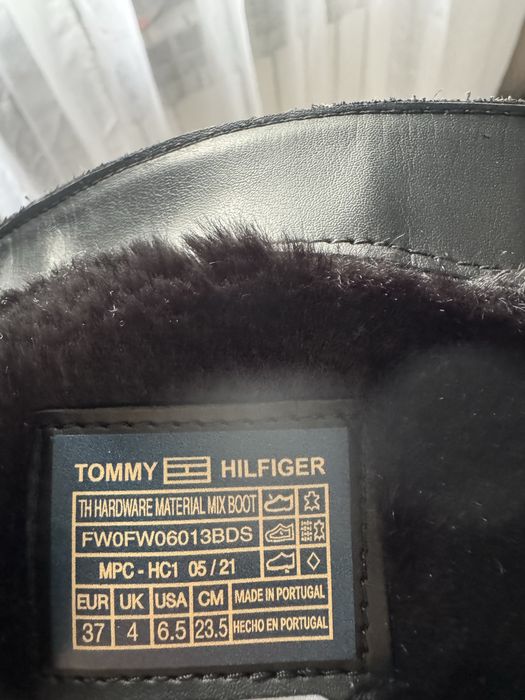 TOMMY HILFIGER
TH HARDWARE MATERIAL MIX BOOT
FW0FW06013BDS
MPC - HC1 05 / 21
EUR UK USA CM MADE IN PORTUGAL
37 4 6.5 23.5 HECHO EN PORTUGAL